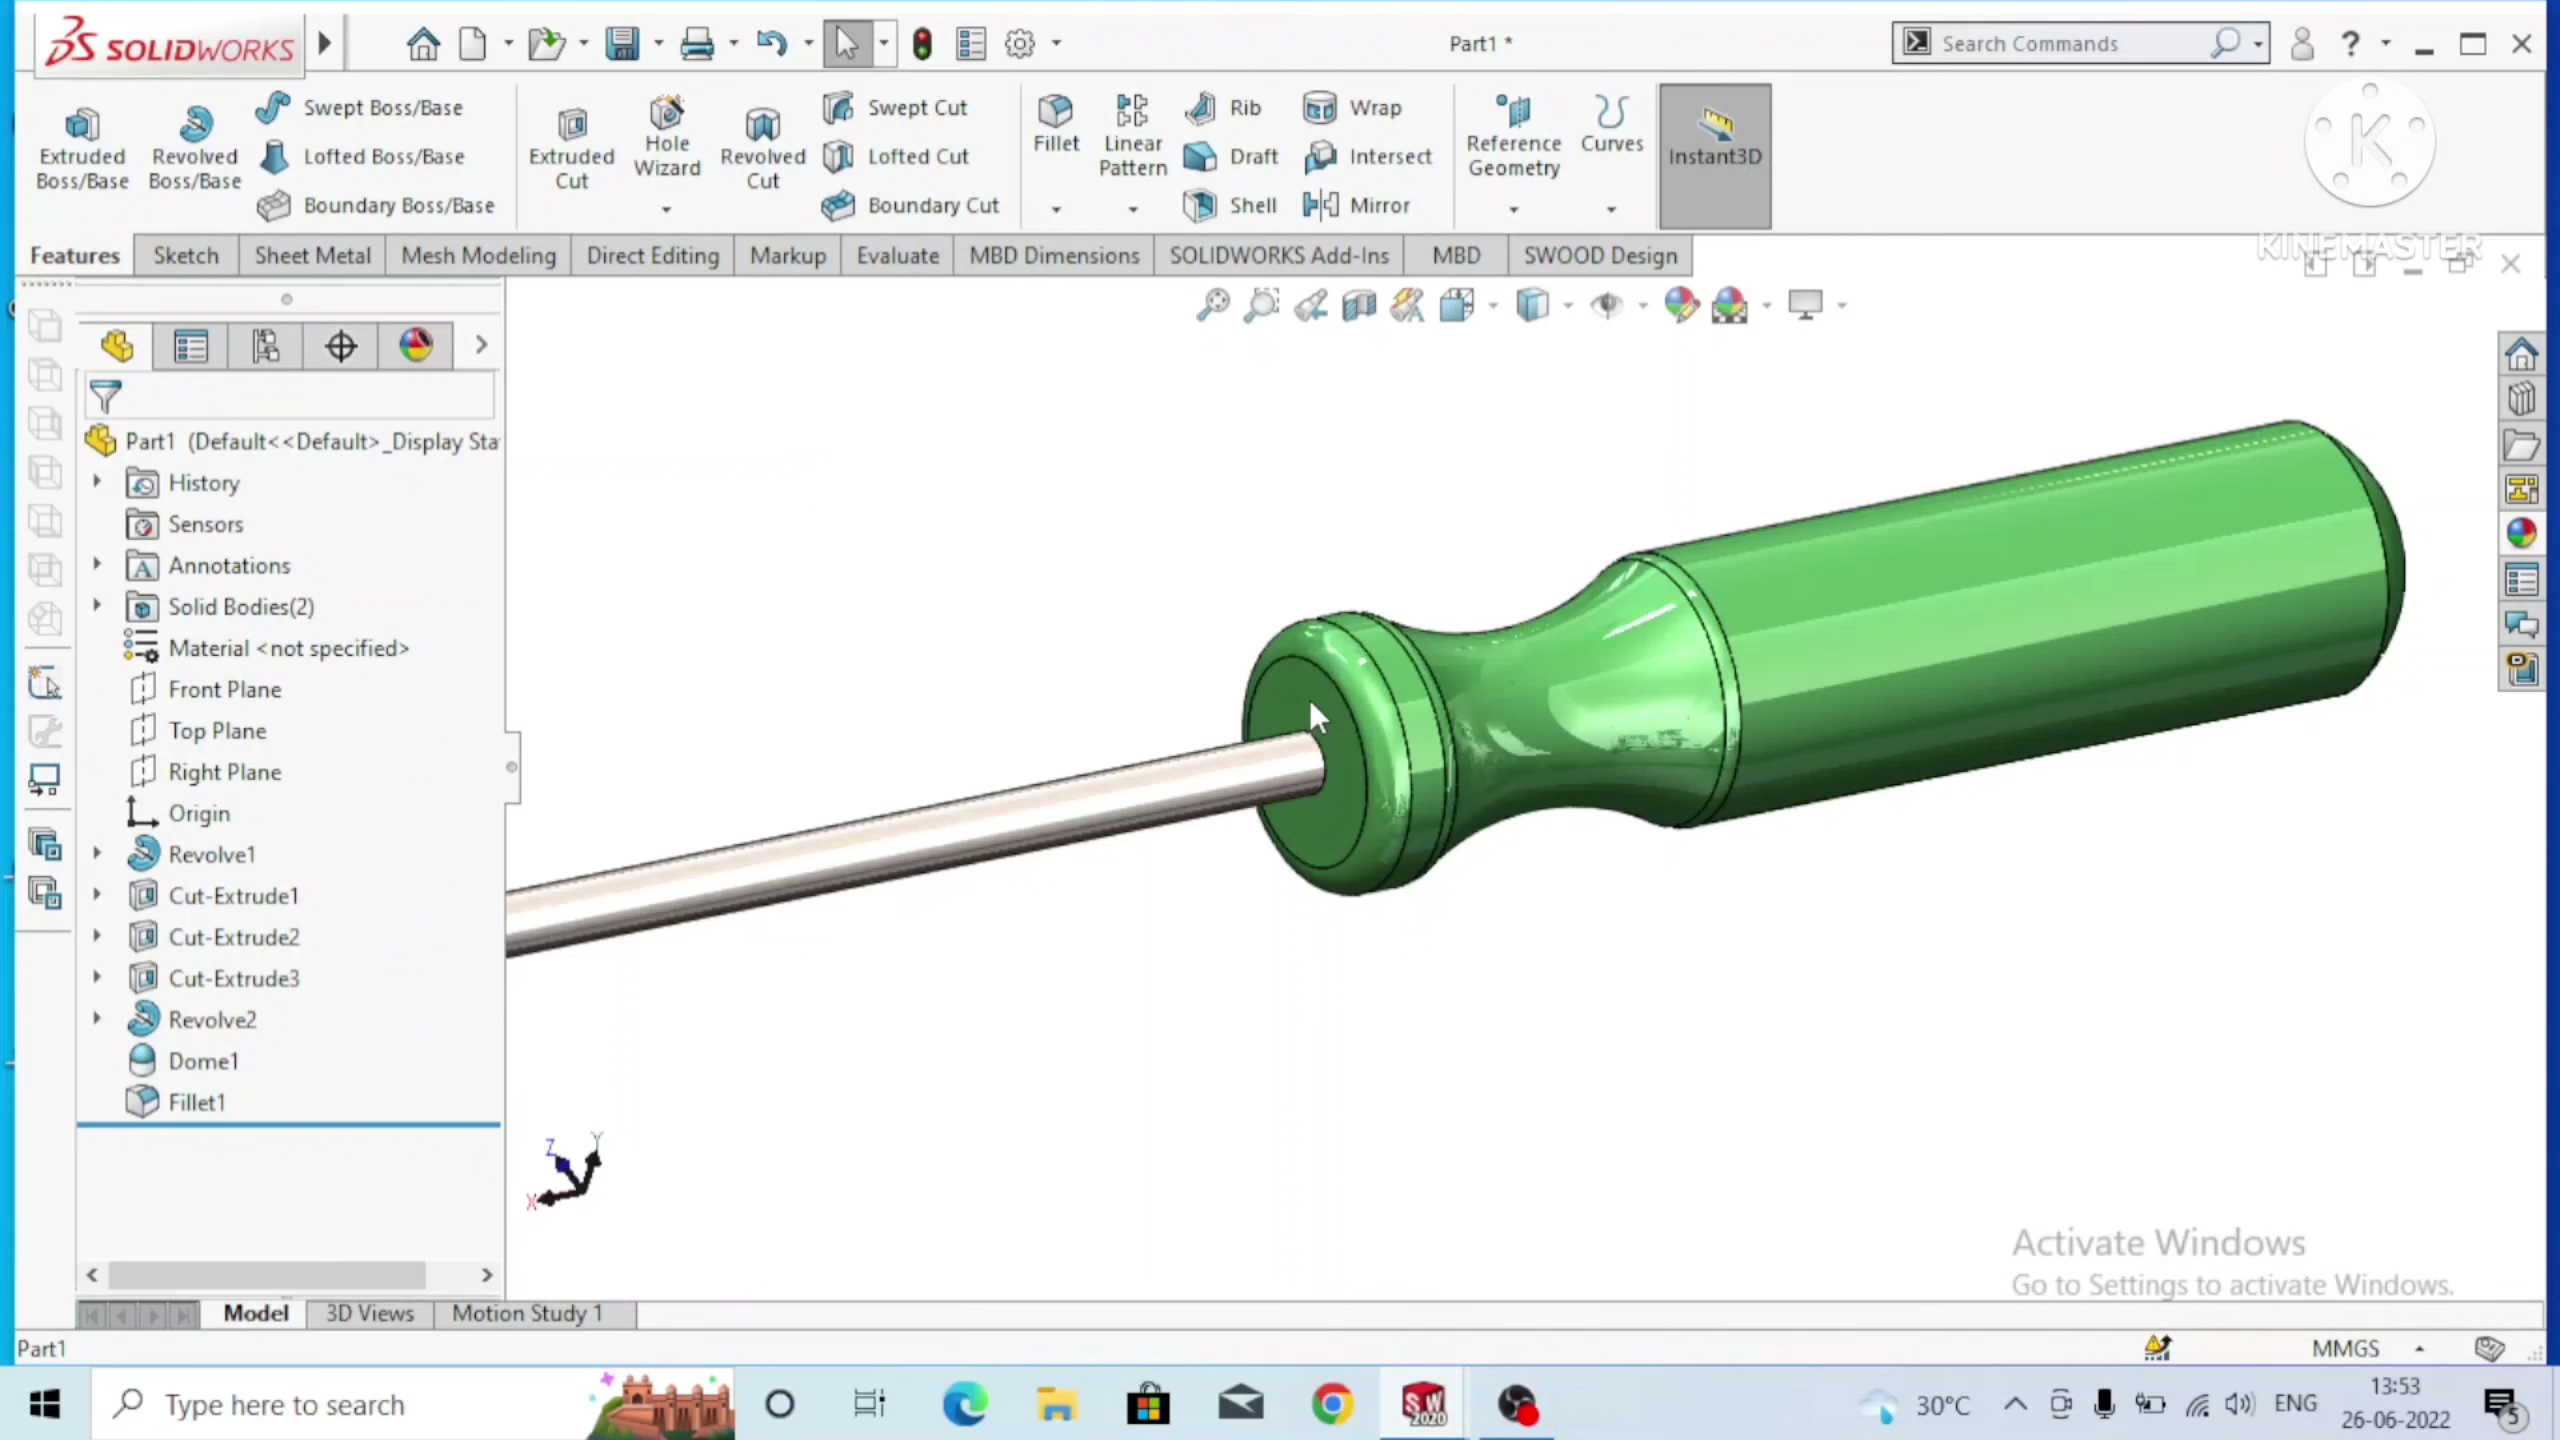 SOLIDWORKS
Part1 *
Search Commands
Extruded Boss/Base
Revolved Boss/Base
Swept Boss/Base
Lofted Boss/Base
Boundary Boss/Base
Extruded Cut
Hole Wizard
Revolved Cut
Swept Cut
Lofted Cut
Boundary Cut
Fillet
Linear Pattern
Rib
Draft
Shell
Wrap
Intersect
Mirror
Reference Geometry
Curves
Instant3D
K
KINEMASTER
Features
Sketch
Sheet Metal
Mesh Modeling
Direct Editing
Markup
Evaluate
MBD Dimensions
SOLIDWORKS Add-Ins
MBD
SWOOD Design
Part1 (Default<<Default>_Display Sta
History
Sensors
Annotations
Solid Bodies(2)
Material <not specified>
Front Plane
Top Plane
Right Plane
Origin
Revolve1
Cut-Extrude1
Cut-Extrude2
Cut-Extrude3
Revolve2
Dome1
Fillet1
Z
Y
X
Activate Windows
Go to Settings to activate Windows.
Model
3D Views
Motion Study 1
Part1
MMGS
Type here to search
SW
2020
30°C
ENG
13:53
26-06-2022
5